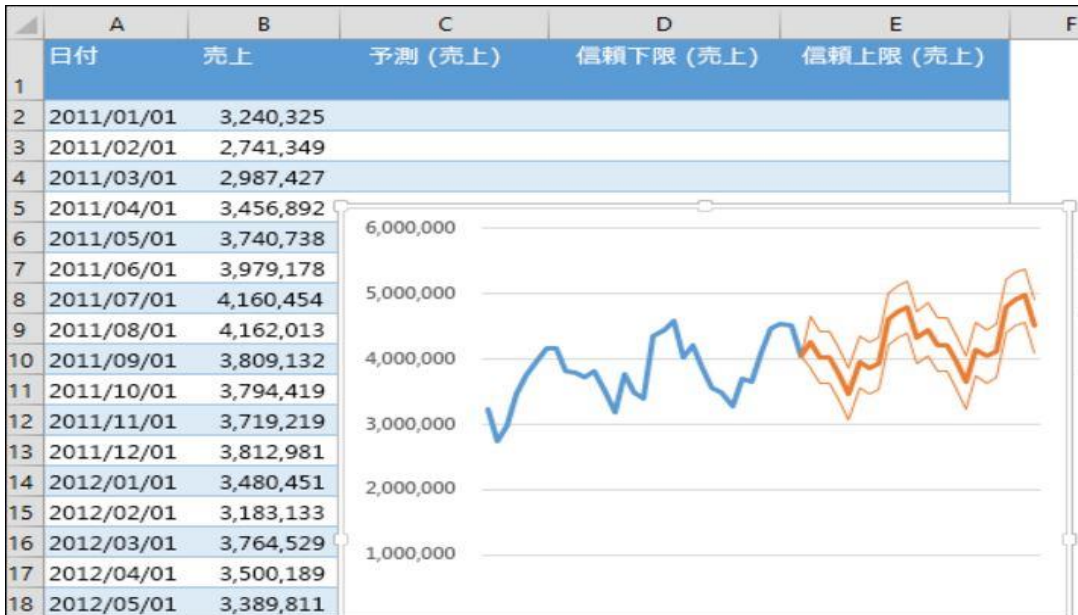 A B C D E F
1 日付 売上 予測 (売上) 信頼下限 (売上) 信頼上限 (売上)
2 2011/01/01 3,240,325
3 2011/02/01 2,741,349
4 2011/03/01 2,987,427
5 2011/04/01 3,456,892
6 2011/05/01 3,740,738
7 2011/06/01 3,979,178
8 2011/07/01 4,160,454
9 2011/08/01 4,162,013
10 2011/09/01 3,809,132
11 2011/10/01 3,794,419
12 2011/11/01 3,719,219
13 2011/12/01 3,812,981
14 2012/01/01 3,480,451
15 2012/02/01 3,183,133
16 2012/03/01 3,764,529
17 2012/04/01 3,500,189
18 2012/05/01 3,389,811
6,000,000
5,000,000
4,000,000
3,000,000
2,000,000
1,000,000